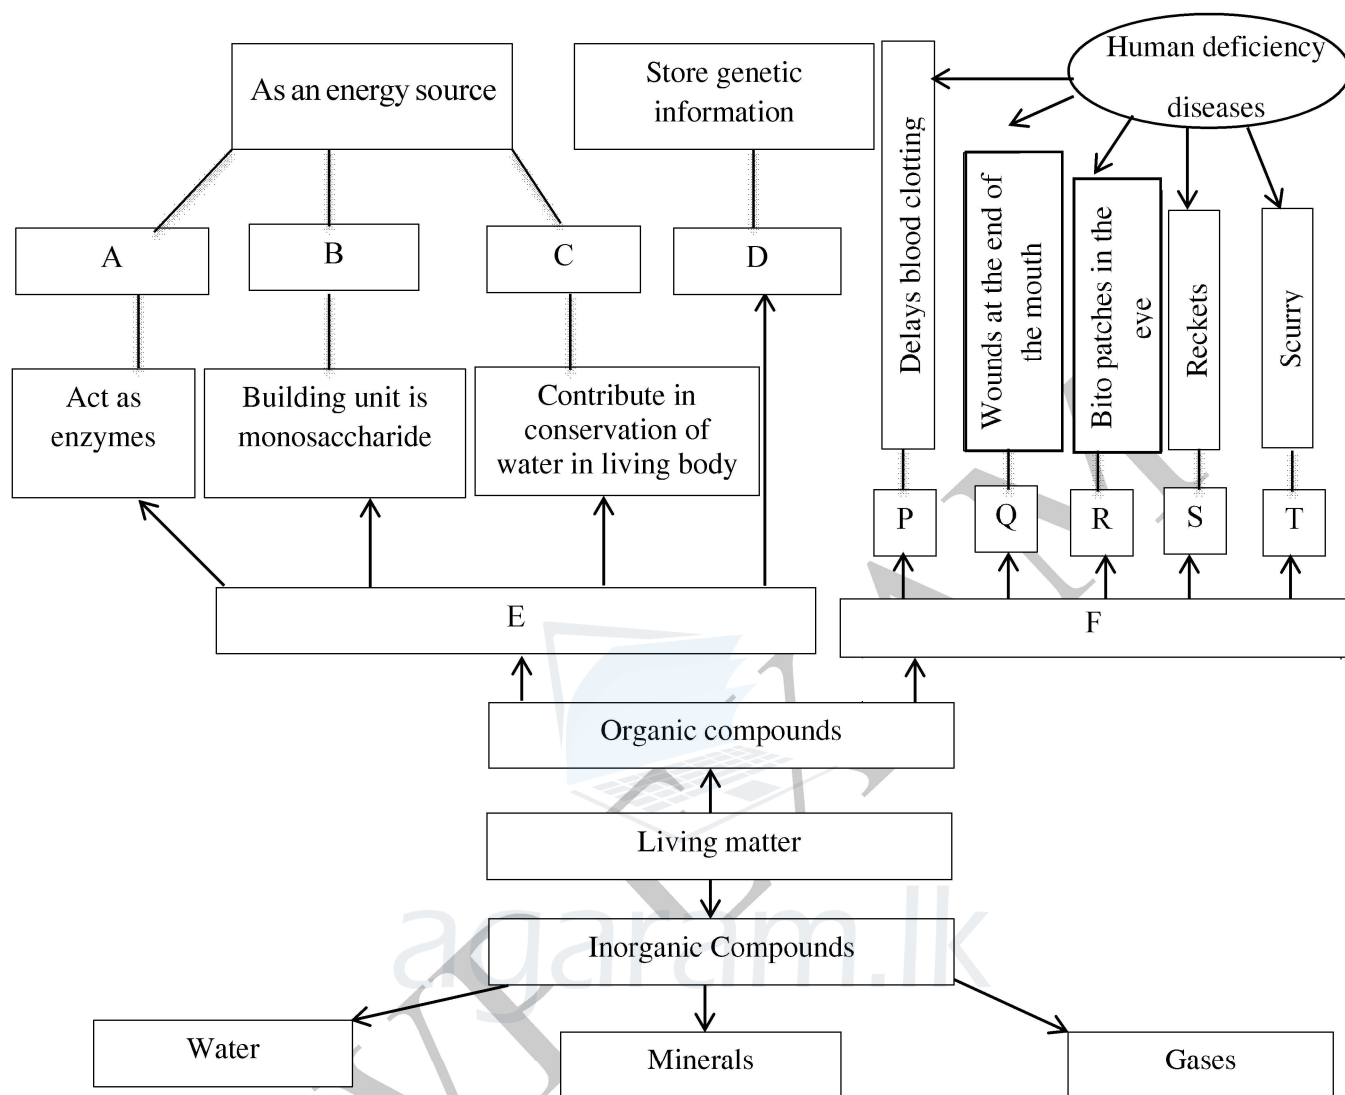 As an energy source
Store genetic
information
Human deficiency
diseases
A
B
C
D
Delays blood clotting
Wounds at the end of
the mouth
Bito patches in the
eye
Reckets
Scurry
Act as
enzymes
Building unit is
monosaccharide
Contribute in
conservation of
water in living body
P
Q
R
S
T
E
F
Organic compounds
Living matter
Inorganic Compounds
Water
Minerals
Gases
agaram.lk